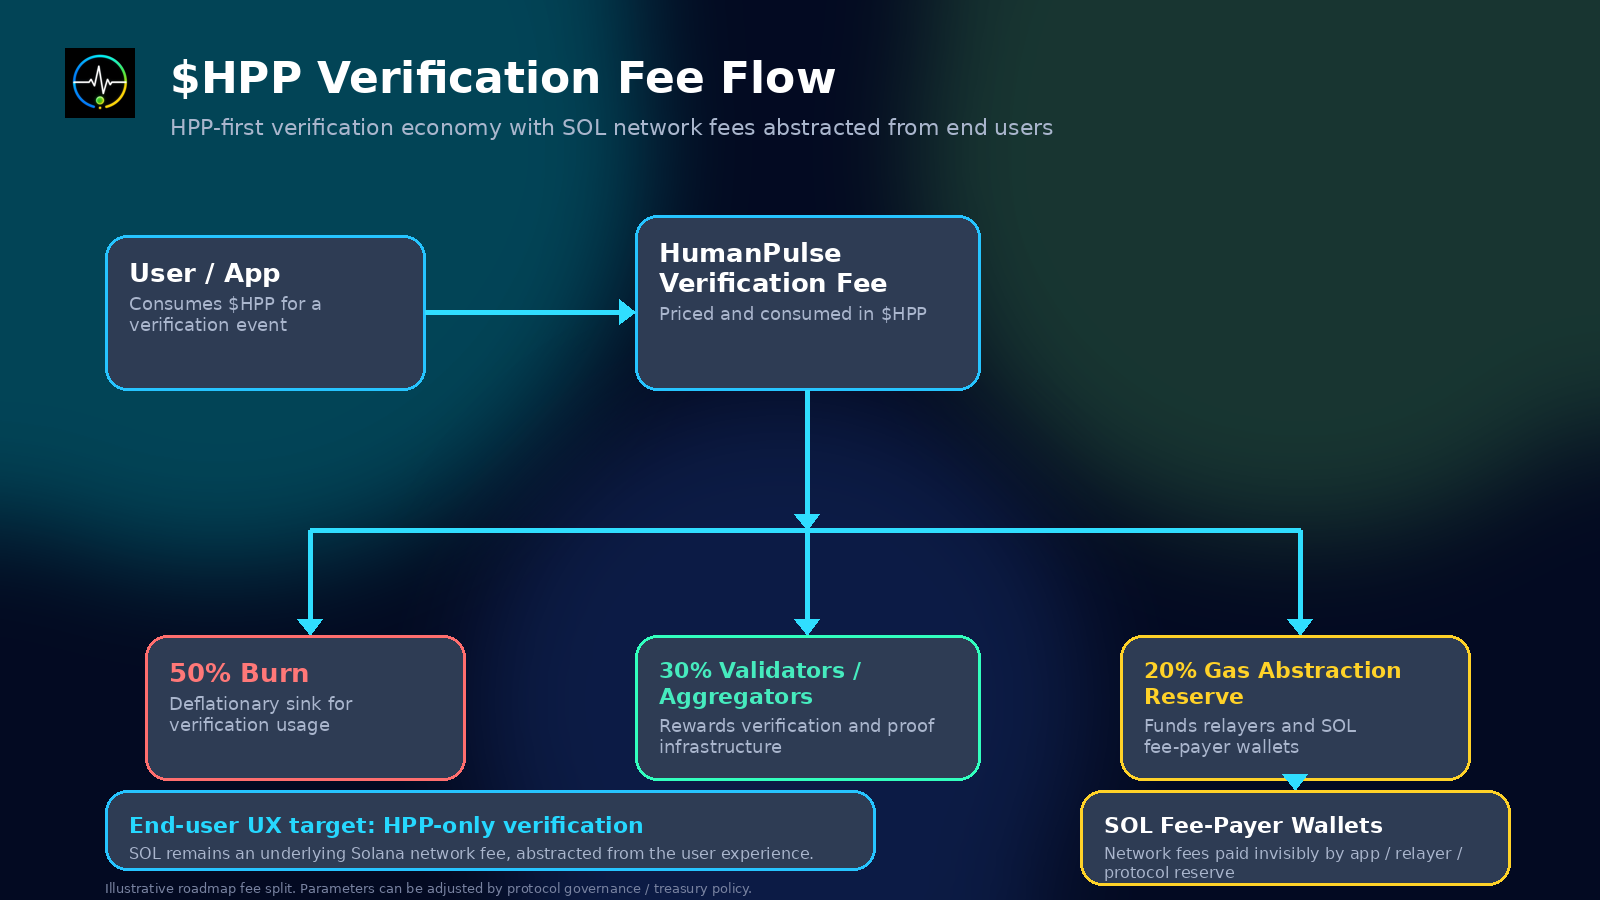 $HPP Verification Fee Flow
HPP-first verification economy with SOL network fees abstracted from end users
User / App
Consumes $HPP for a
verification event
HumanPulse
Verification Fee
Priced and consumed in $HPP
50% Burn
Deflationary sink for
verification usage
30% Validators /
Aggregators
Rewards verification and proof
infrastructure
20% Gas Abstraction
Reserve
Funds relayers and SOL
fee-payer wallets
End-user UX target: HPP-only verification
SOL remains an underlying Solana network fee, abstracted from the user experience.
SOL Fee-Payer Wallets
Network fees paid invisibly by app / relayer /
protocol reserve
Illustrative roadmap fee split. Parameters can be adjusted by protocol governance / treasury policy.